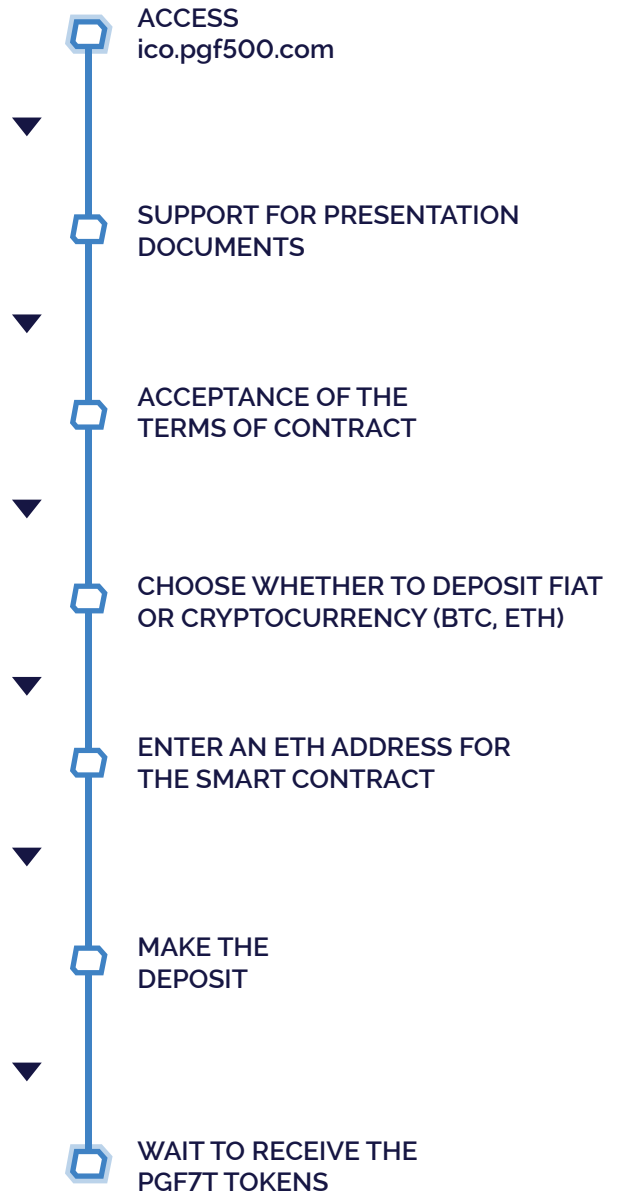 ACCESS
ico.pgf500.com
SUPPORT FOR PRESENTATION
DOCUMENTS
ACCEPTANCE OF THE
TERMS OF CONTRACT
CHOOSE WHETHER TO DEPOSIT FIAT
OR CRYPTOCURRENCY (BTC, ETH)
ENTER AN ETH ADDRESS FOR
THE SMART CONTRACT
MAKE THE
DEPOSIT
WAIT TO RECEIVE THE
PGF7T TOKENS